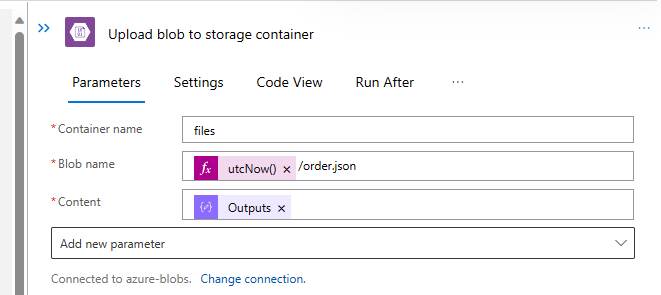 Upload blob to storage container
Parameters Settings Code View Run After
* Container name files
* Blob name fx utcNow() × /order.json
* Content Outputs ×
Add new parameter
Connected to azure-blobs. Change connection.